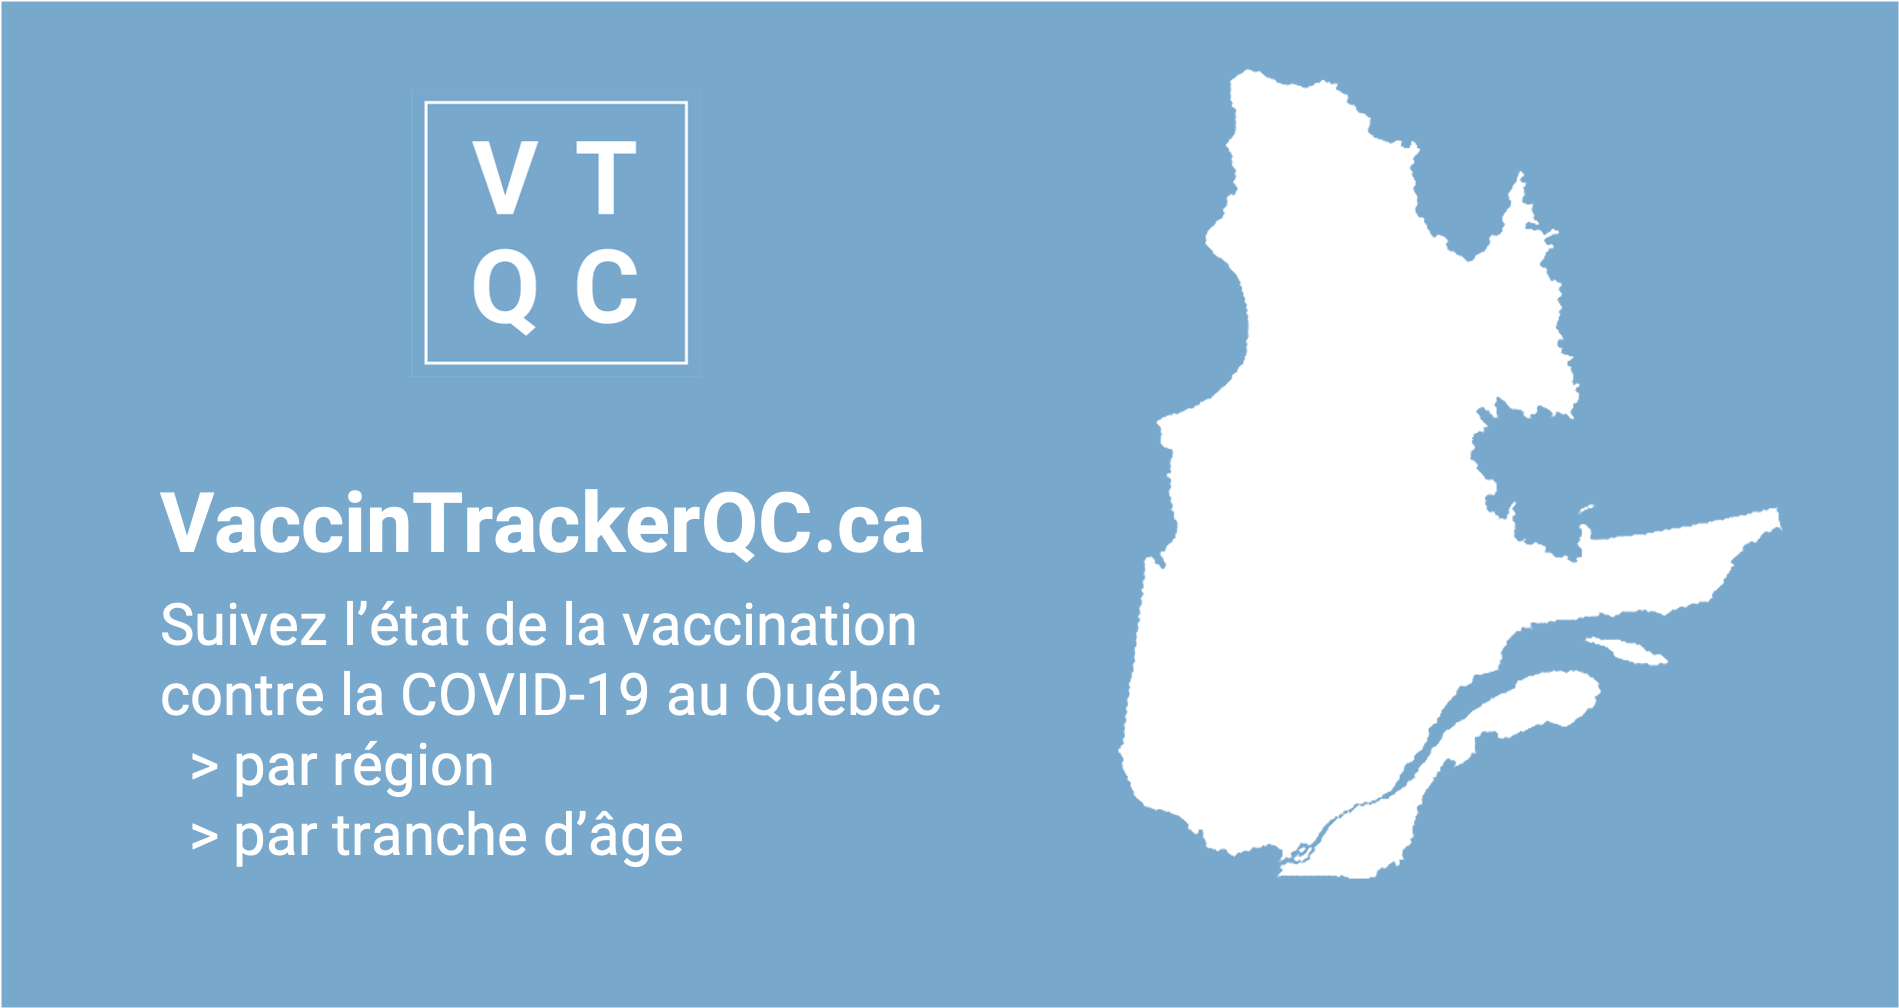 V T
Q C
VaccinTrackerQC.ca
Suivez l’état de la vaccination
contre la COVID-19 au Québec
> par région
> par tranche d’âge